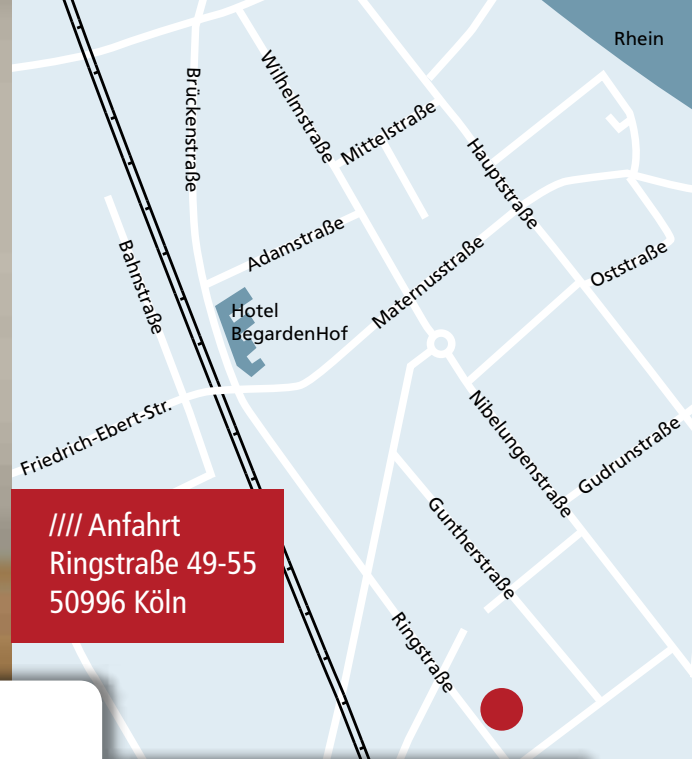 Rhein
Brückenstraße
Wilhelmstraße
Mittelstraße
Hauptstraße
Adamstraße
Bahnstraße
Maternusstraße
Oststraße
Hotel
BegardenHof
Friedrich-Ebert-Str.
Nibelungenstraße
Gudrunstraße
Guntherstraße
//// Anfahrt
Ringstraße 49-55
50996 Köln
Ringstraße